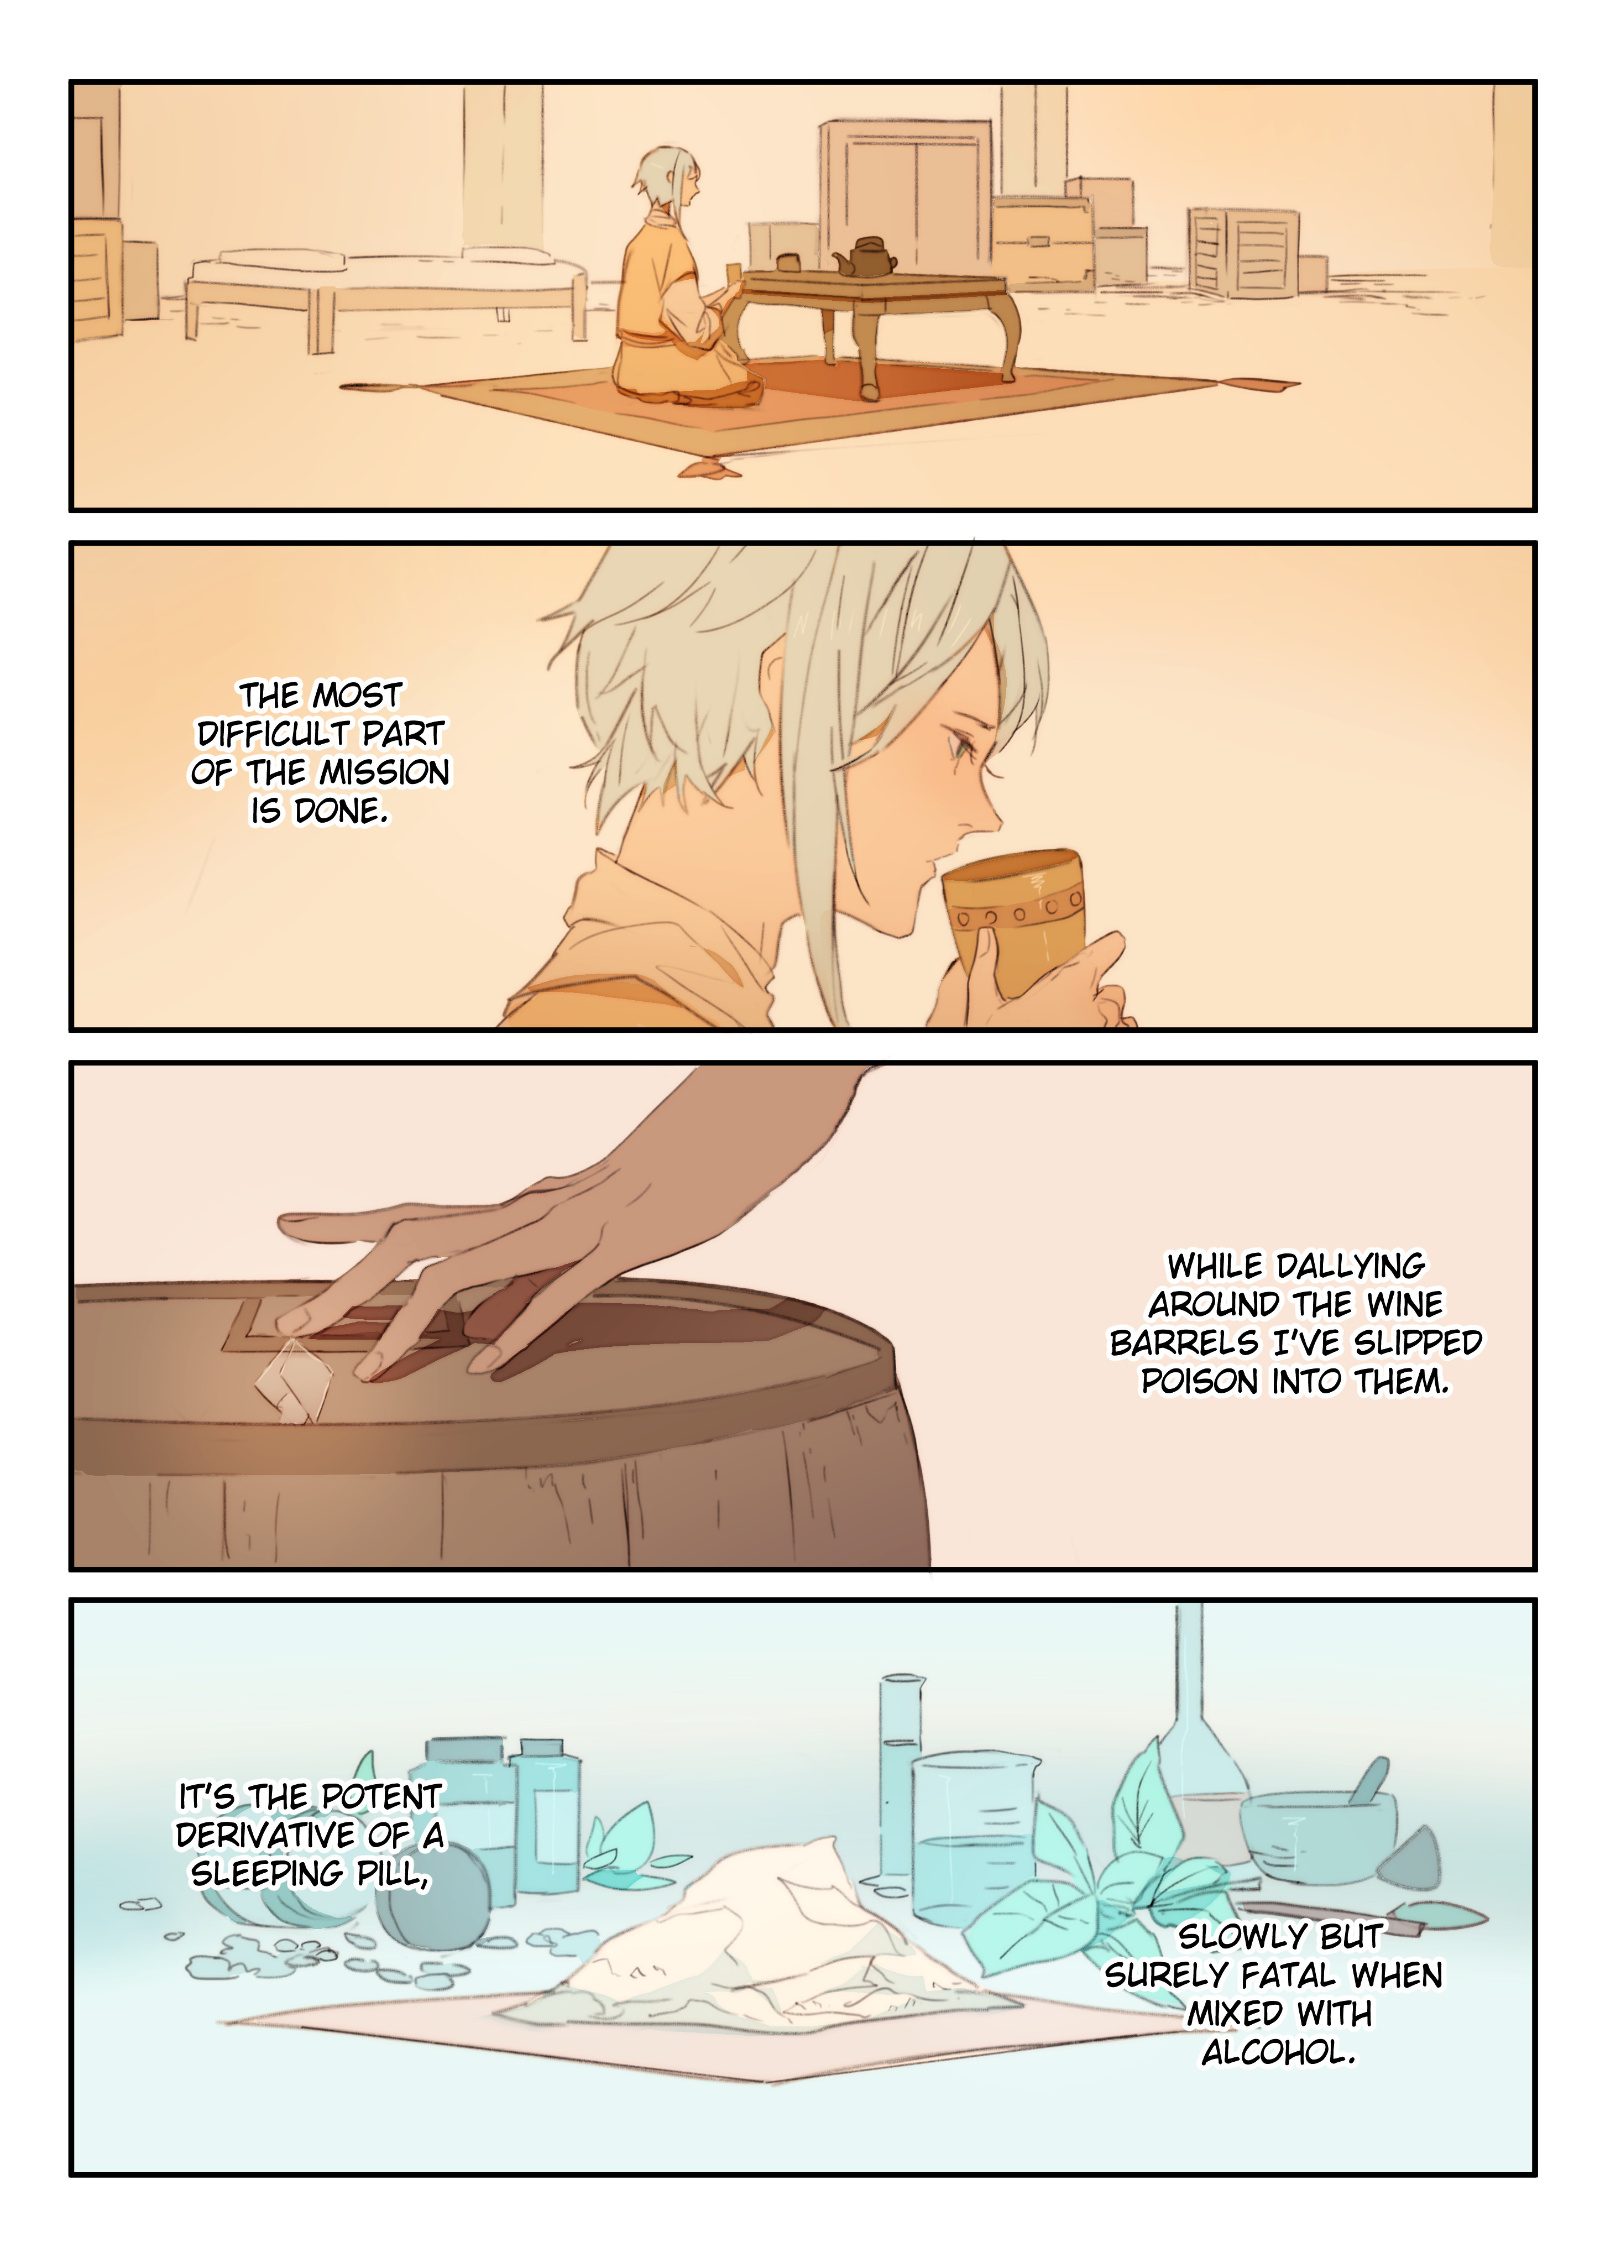 THE MOST
DIFFICULT PART
OF THE MISSION
IS DONE.
WHILE DALLYING
AROUND THE WINE
BARRELS I'VE SLIPPED
POISON INTO THEM.
IT'S THE POTENT
DERIVATIVE OF A
SLEEPING PILL,
SLOWLY BUT
SURELY FATAL WHEN
MIXED WITH
ALCOHOL.